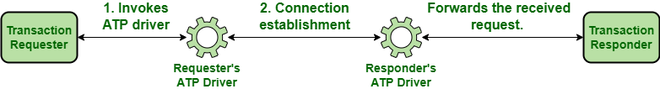 1. Invokes
ATP driver
2. Connection
establishment
Forwards the received
request.
Transaction
Requester
Transaction
Responder
Requester's
ATP Driver
Responder's
ATP Driver